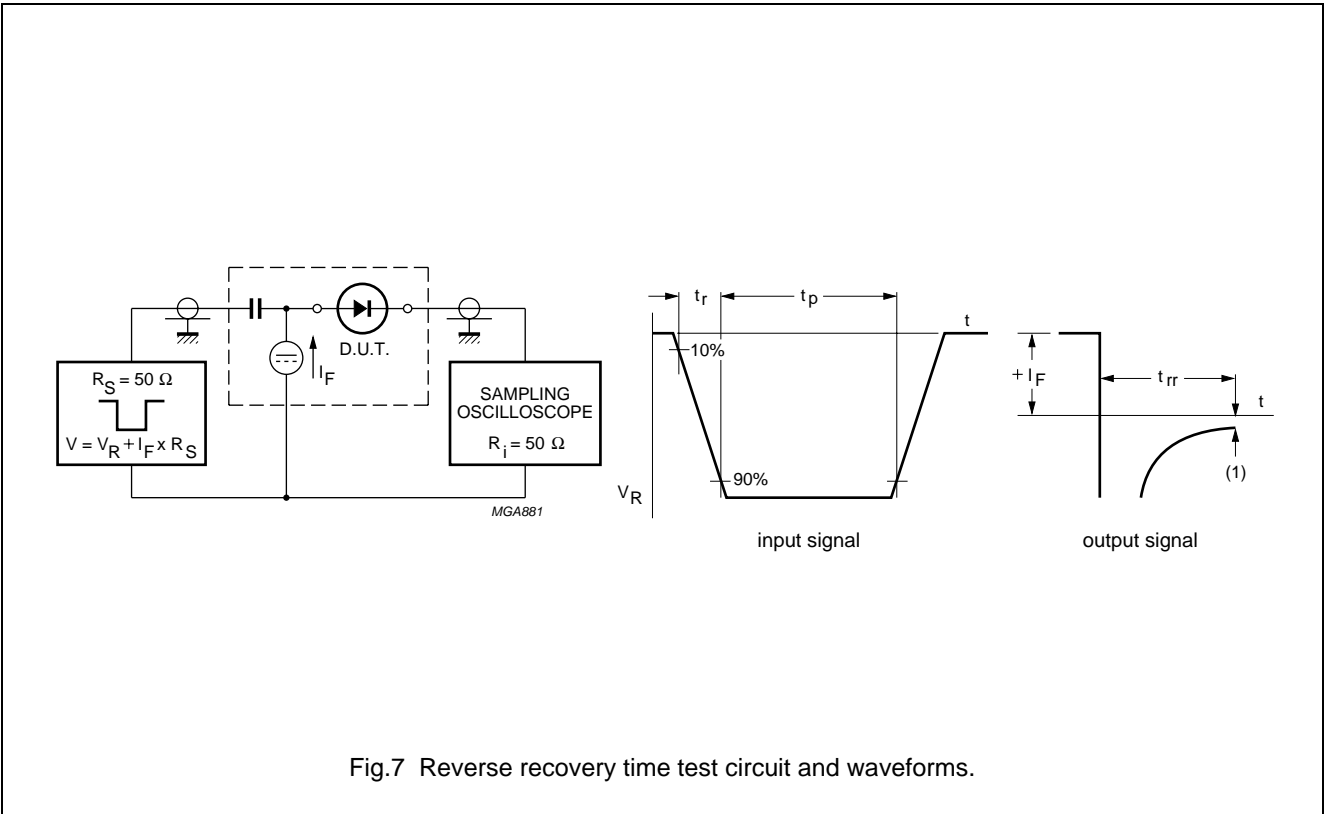 R_S = 50 Ω
V = V_R + I_F x R_S
I_F
D.U.T.
SAMPLING
OSCILLOSCOPE
R_i = 50 Ω
MGA881
t_r
t_p
t
10%
90%
V_R
input signal
+ I_F
t_rr
t
(1)
output signal
Fig.7 Reverse recovery time test circuit and waveforms.